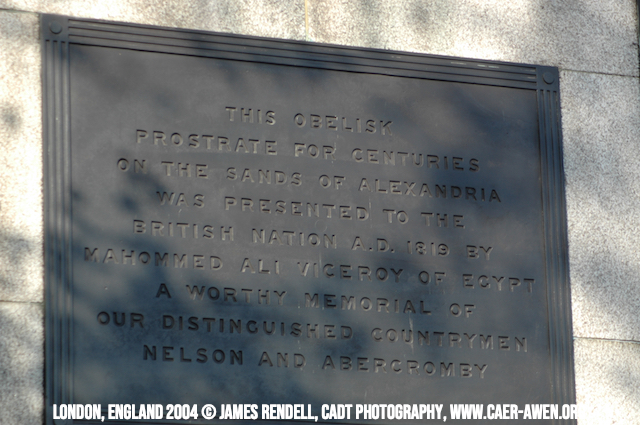 THIS OBELISK
PROSTRATE FOR CENTURIES
ON THE SANDS OF ALEXANDRIA
WAS PRESENTED TO THE
BRITISH NATION A.D. 1819 BY
MAHOMMED ALI VICEROY OF EGYPT
A WORTHY MEMORIAL OF
OUR DISTINGUISHED COUNTRYMEN
NELSON AND ABERCROMBY
LONDON, ENGLAND 2004 © JAMES RENDELL, CADT PHOTOGRAPHY, WWW.CAER-AWEN.ORG